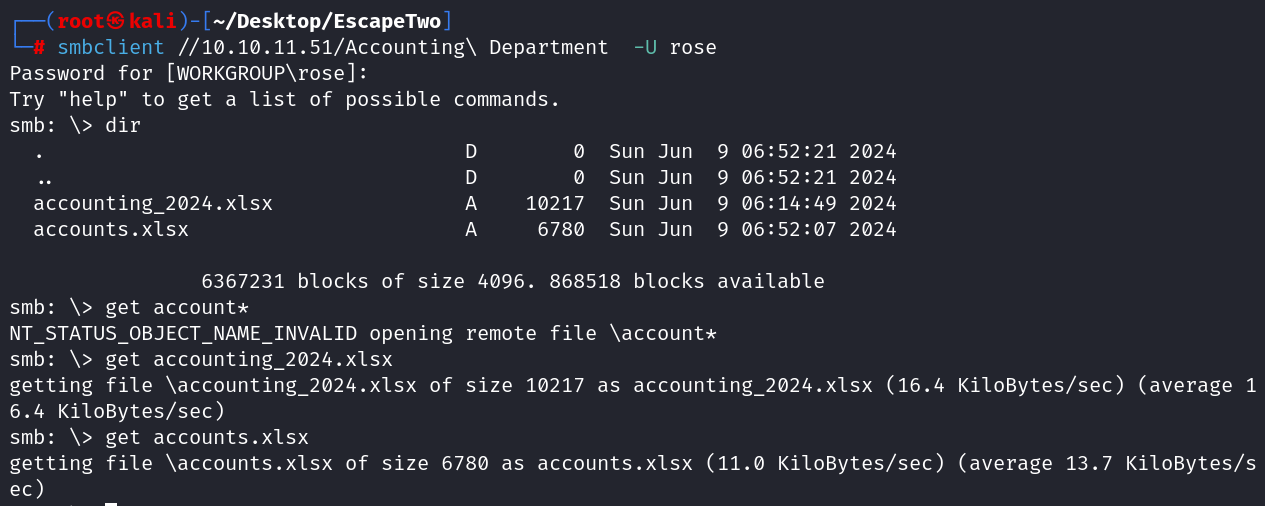 ┌──(root㉿kali)-[~/Desktop/EscapeTwo]
└─# smbclient //10.10.11.51/Accounting\ Department  -U rose
Password for [WORKGROUP\rose]:
Try "help" to get a list of possible commands.
smb: \> dir
  .                                   D        0  Sun Jun  9 06:52:21 2024
  ..                                  D        0  Sun Jun  9 06:52:21 2024
  accounting_2024.xlsx                A    10217  Sun Jun  9 06:14:49 2024
  accounts.xlsx                       A     6780  Sun Jun  9 06:52:07 2024
                6367231 blocks of size 4096. 868518 blocks available
smb: \> get account*
NT_STATUS_OBJECT_NAME_INVALID opening remote file \account*
smb: \> get accounting_2024.xlsx
getting file \accounting_2024.xlsx of size 10217 as accounting_2024.xlsx (16.4 KiloBytes/sec) (average 1
6.4 KiloBytes/sec)
smb: \> get accounts.xlsx
getting file \accounts.xlsx of size 6780 as accounts.xlsx (11.0 KiloBytes/sec) (average 13.7 KiloBytes/s
ec)